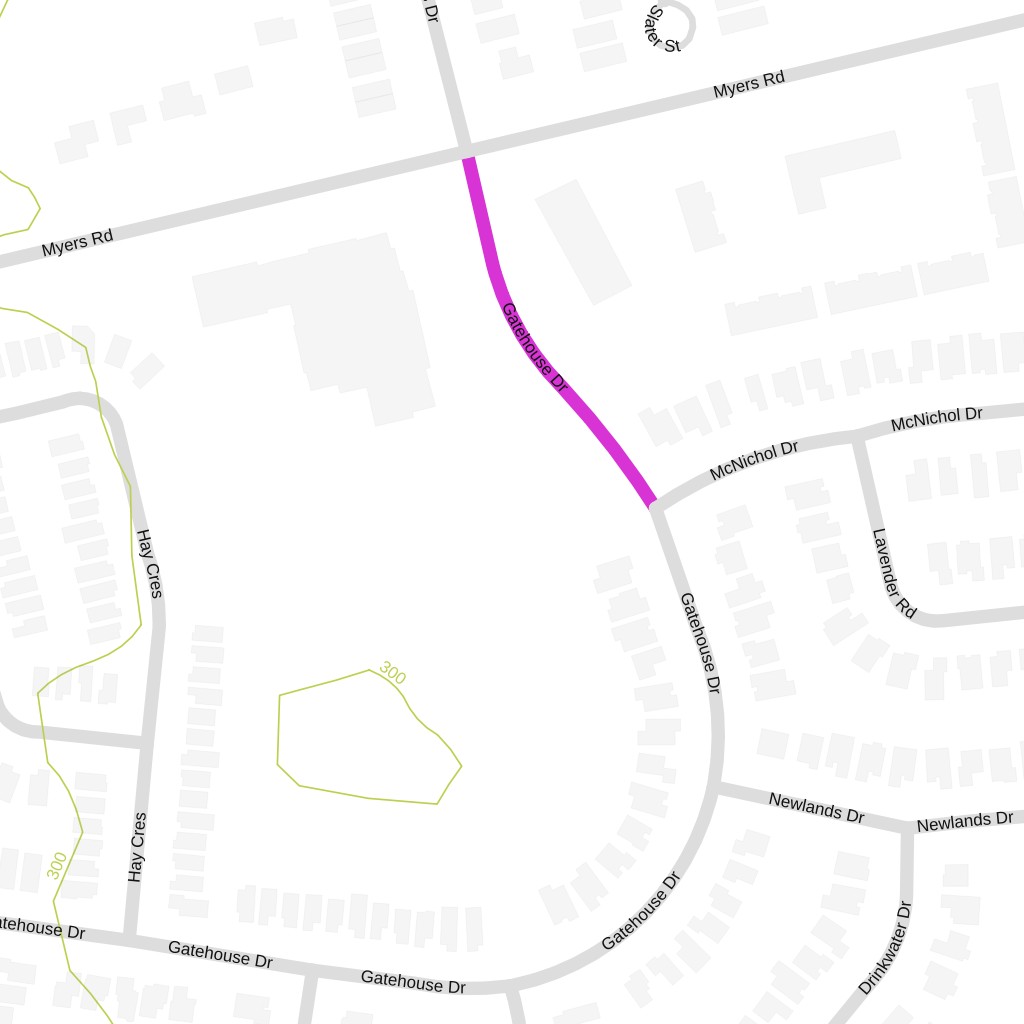 Dr
Slater St
Myers Rd
Myers Rd
Gatehouse Dr
McNichol Dr
McNichol Dr
Hay Cres
Lavender Rd
Gatehouse Dr
300
Newlands Dr
Newlands Dr
Hay Cres
300
Gatehouse Dr
Drinkwater Dr
atehouse Dr
Gatehouse Dr
Gatehouse Dr